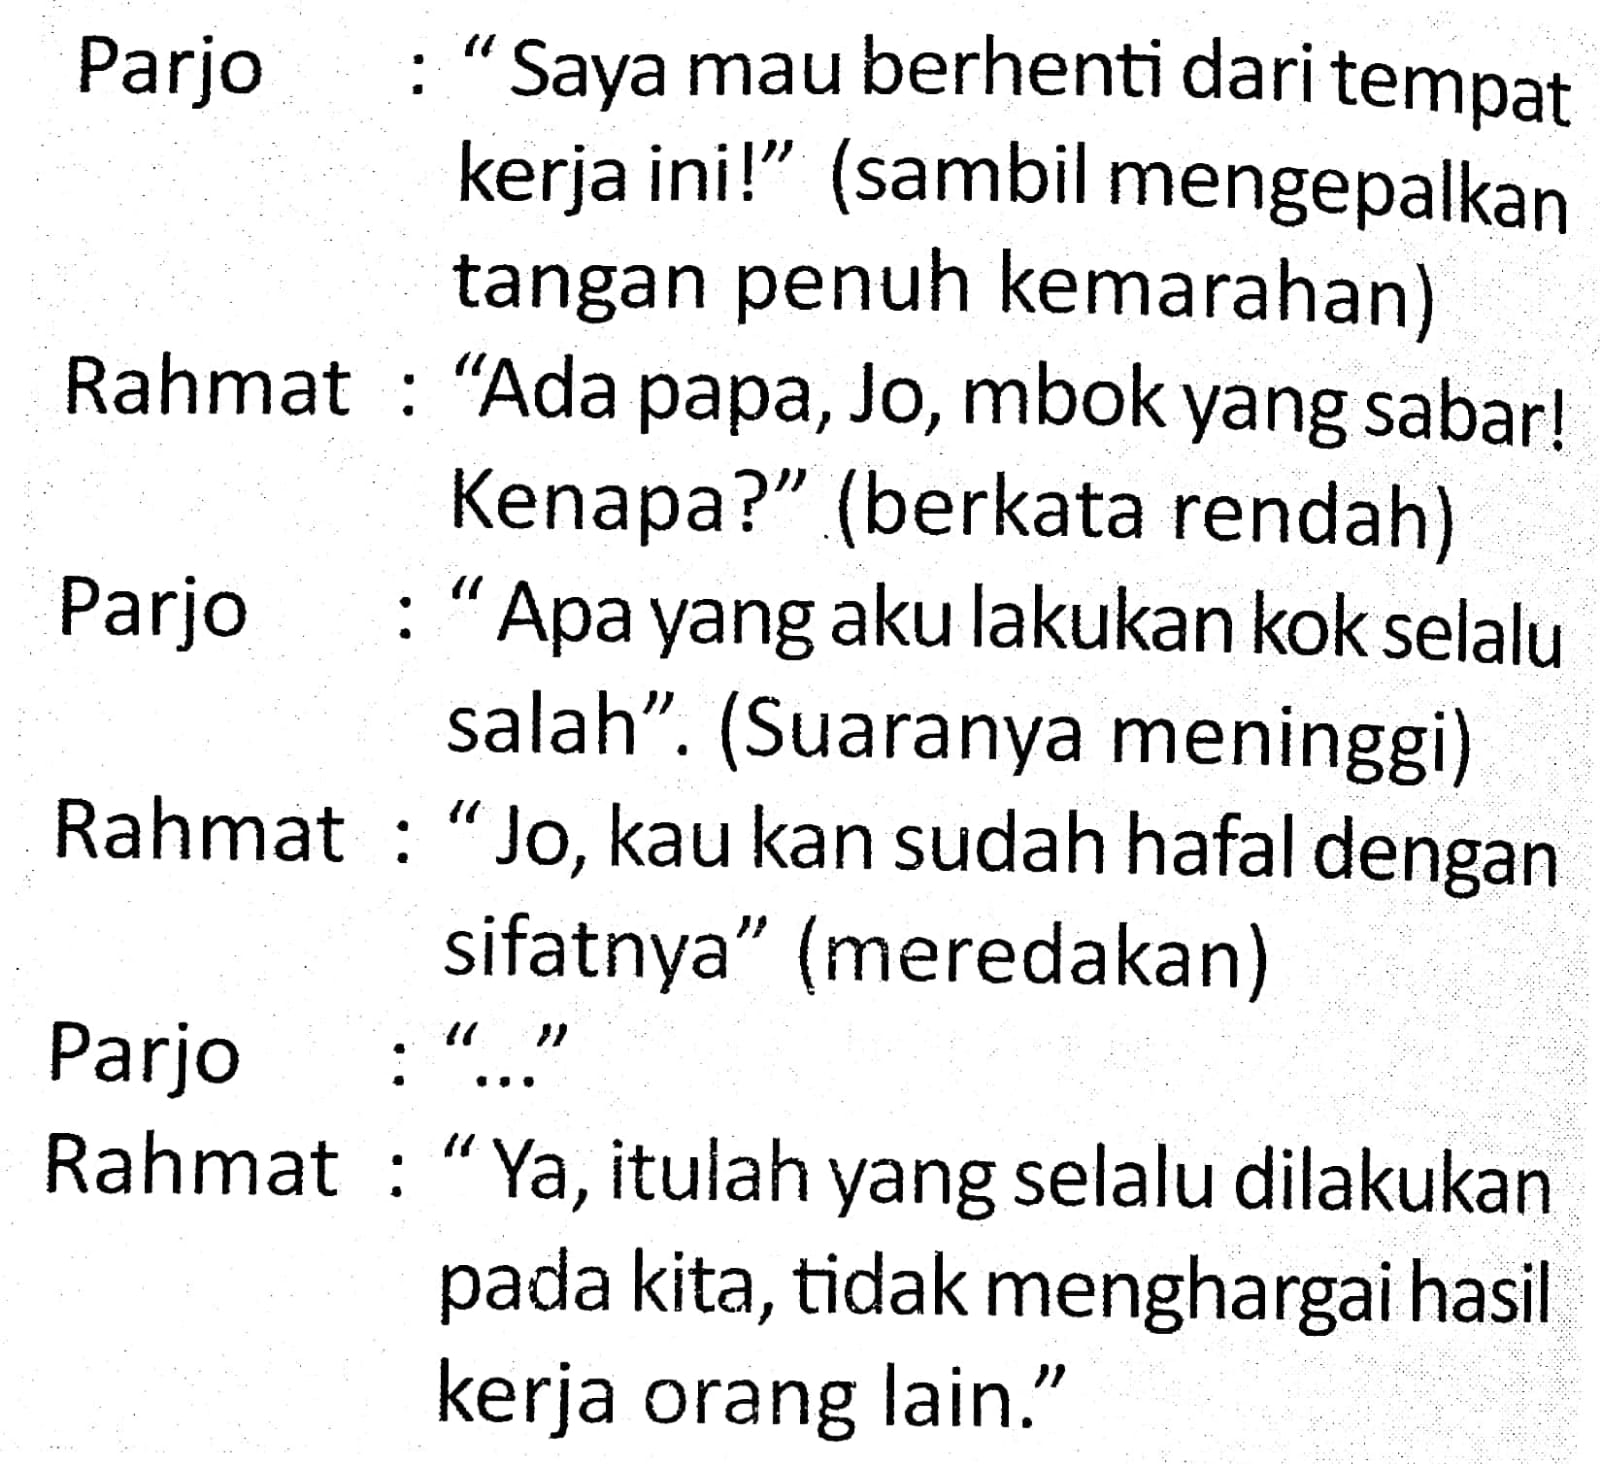 Parjo : “Saya mau berhenti dari tempat
kerja ini!” (sambil mengepalkan
tangan penuh kemarahan)
Rahmat : “Ada papa, Jo, mbok yang sabar!
Kenapa?” (berkata rendah)
Parjo : “Apa yang aku lakukan kok selalu
salah”. (Suaranya meninggi)
Rahmat : “Jo, kau kan sudah hafal dengan
sifatnya” (meredakan)
Parjo : “...”
Rahmat : “Ya, itulah yang selalu dilakukan
pada kita, tidak menghargai hasil
kerja orang lain.”